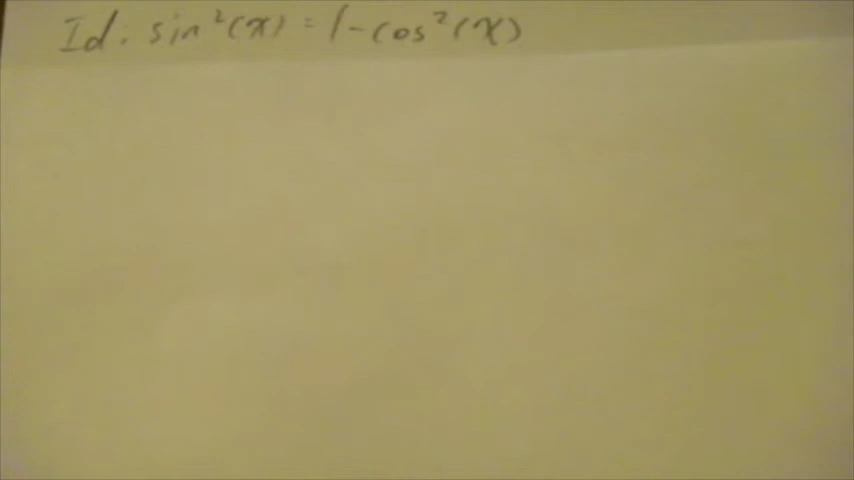 Id: sin²(x) = 1-cos²(x)